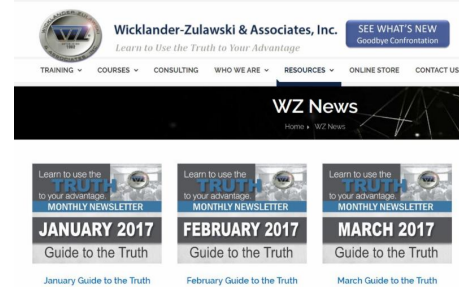 Wicklander-Zulawski & Associates, Inc.
Learn to Use the Truth to Your Advantage
SEE WHAT'S NEW
Goodbye Confrontation
TRAINING
COURSES
CONSULTING
WHO WE ARE
RESOURCES
ONLINE STORE
CONTACT US
WZ News
Home
WZ News
Learn to use the
TRUTH
to your advantage.
MONTHLY NEWSLETTER
JANUARY 2017
Guide to the Truth
January Guide to the Truth
Learn to use the
TRUTH
to your advantage.
MONTHLY NEWSLETTER
FEBRUARY 2017
Guide to the Truth
February Guide to the Truth
Learn to use the
TRUTH
to your advantage.
MONTHLY NEWSLETTER
MARCH 2017
Guide to the Truth
March Guide to the Truth